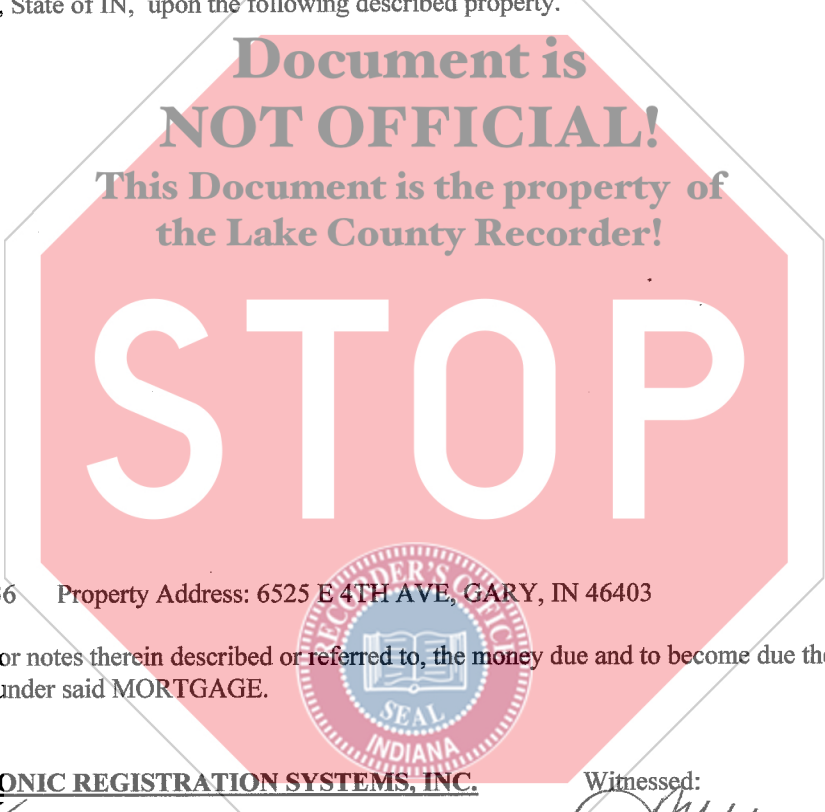 , State of IN, upon the following described property.
Document is
NOT OFFICIAL!
This Document is the property of
the Lake County Recorder!
STOP
6 Property Address: 6525 E 4TH AVE, GARY, IN 46403
RECORDER'S OFFICE
or notes therein described or referred to, the money due and to become due the
under said MORTGAGE.
SEAL
INDIANA
ONIC REGISTRATION SYSTEMS, INC. Witnessed: